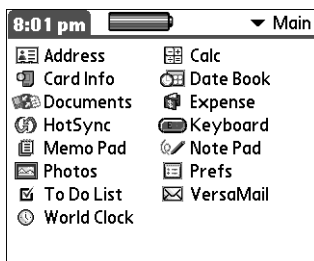 8:01 pm Main
Address Calc
Card Info Date Book
Documents Expense
HotSync Keyboard
Memo Pad Note Pad
Photos Prefs
To Do List VersaMail
World Clock